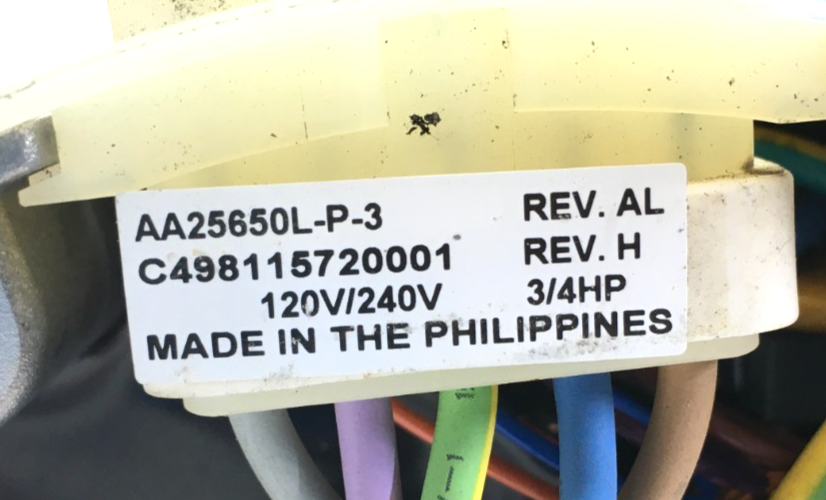 AA25650L-P-3 REV. AL
C498115720001 REV. H
120V/240V 3/4HP
MADE IN THE PHILIPPINES